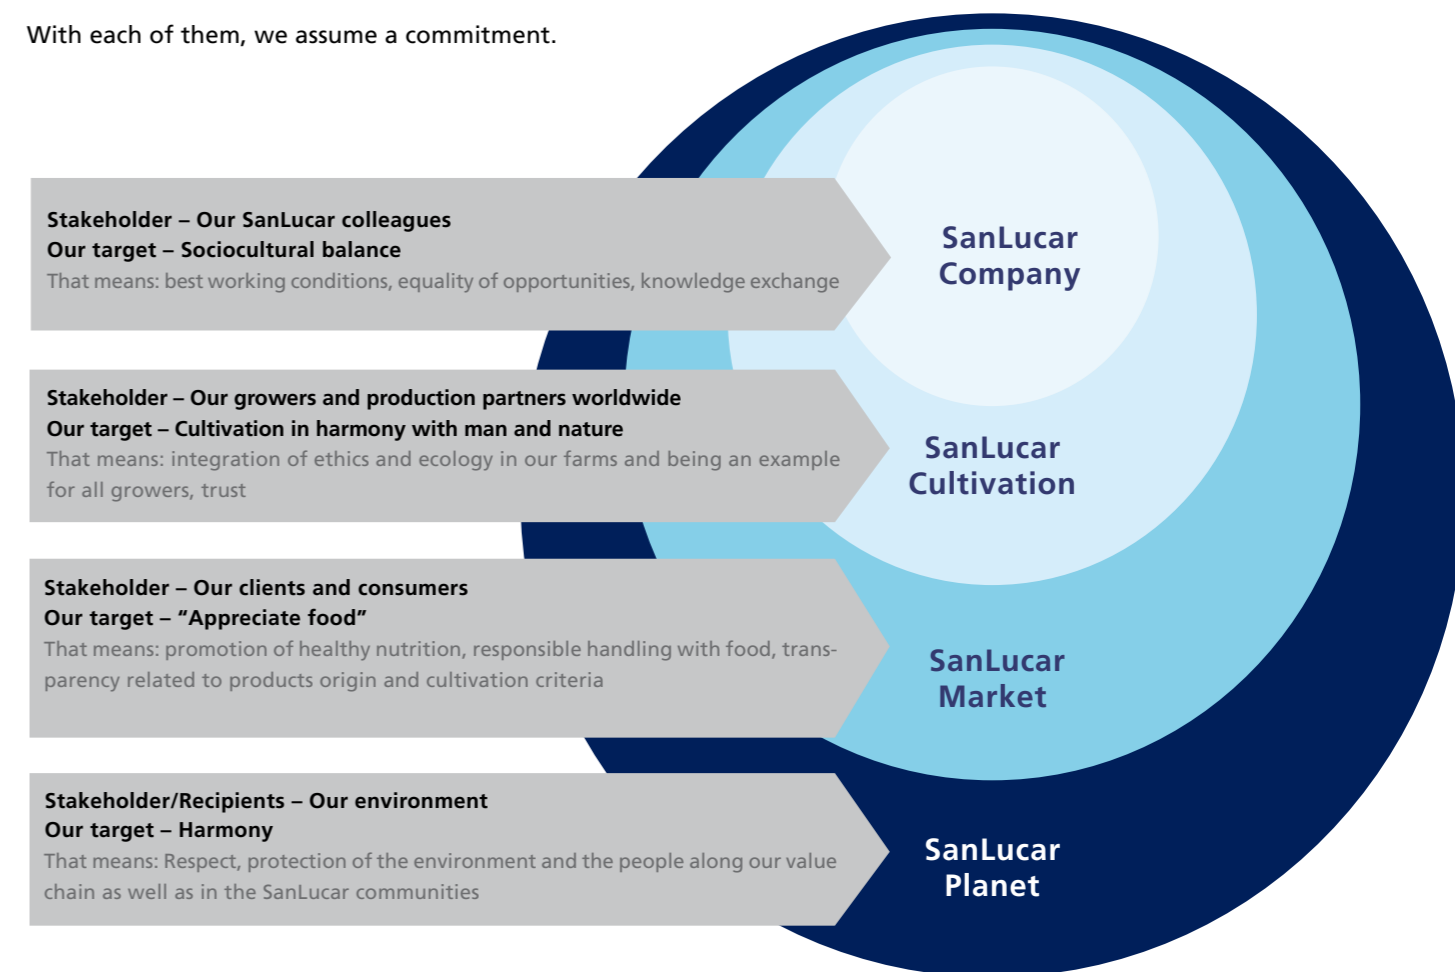 With each of them, we assume a commitment.
Stakeholder – Our SanLucar colleagues
Our target – Sociocultural balance
That means: best working conditions, equality of opportunities, knowledge exchange
SanLucar
Company
Stakeholder – Our growers and production partners worldwide
Our target – Cultivation in harmony with man and nature
That means: integration of ethics and ecology in our farms and being an example
for all growers, trust
SanLucar
Cultivation
Stakeholder – Our clients and consumers
Our target – “Appreciate food”
That means: promotion of healthy nutrition, responsible handling with food, trans-
parency related to products origin and cultivation criteria
SanLucar
Market
Stakeholder/Recipients – Our environment
Our target – Harmony
That means: Respect, protection of the environment and the people along our value
chain as well as in the SanLucar communities
SanLucar
Planet